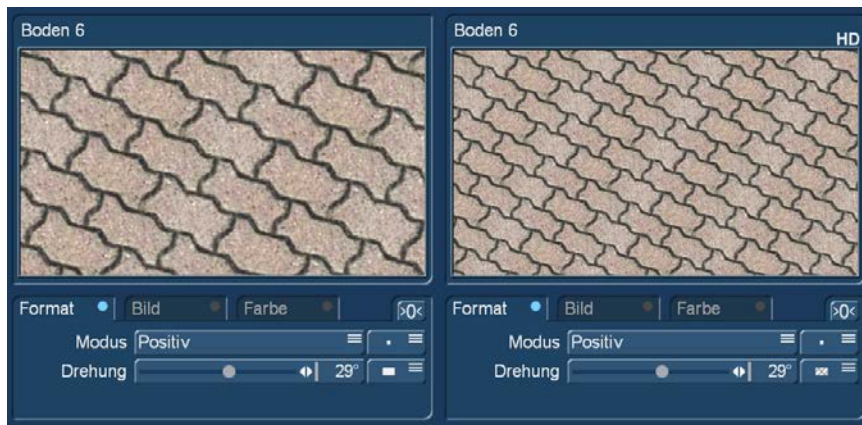 Boden 6
Format Bild Farbe >0<
Modus Positiv
Drehung 29°
Boden 6
HD
Format Bild Farbe >0<
Modus Positiv
Drehung 29°